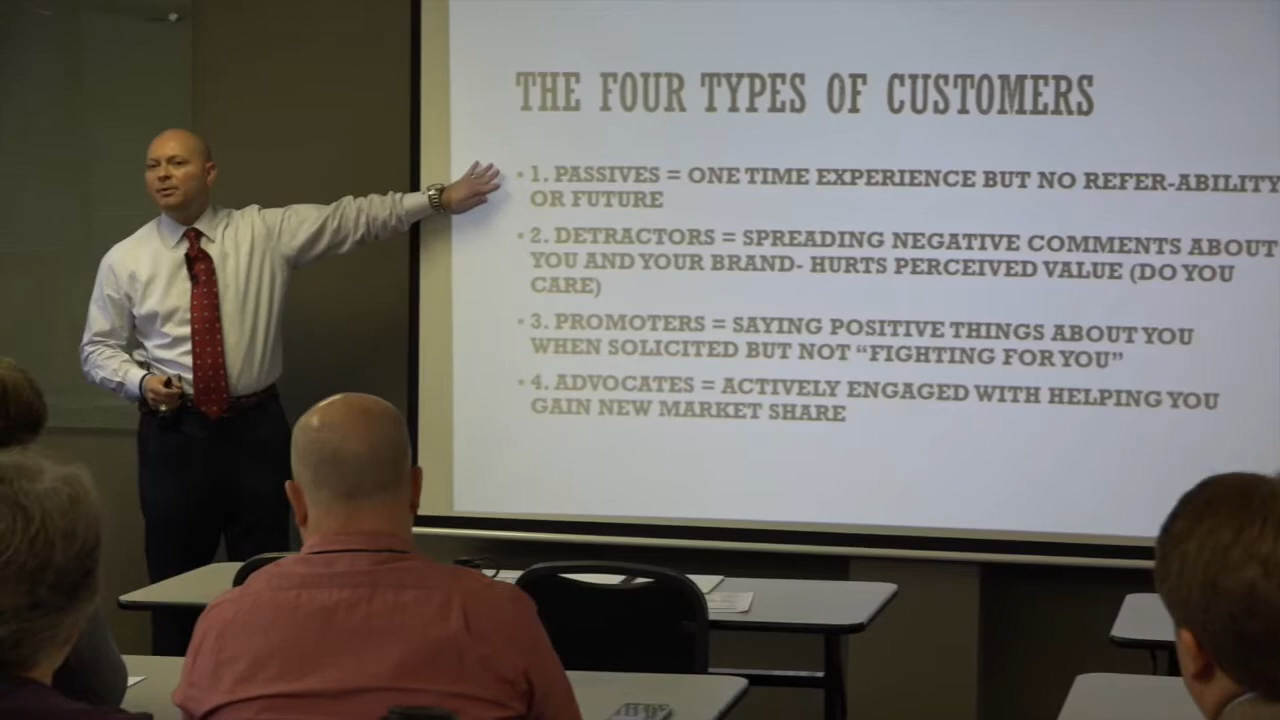 THE FOUR TYPES OF CUSTOMERS
• 1. PASSIVES = ONE TIME EXPERIENCE BUT NO REFER-ABILITY
OR FUTURE
• 2. DETRACTORS = SPREADING NEGATIVE COMMENTS ABOUT
YOU AND YOUR BRAND- HURTS PERCEIVED VALUE (DO YOU
CARE)
• 3. PROMOTERS = SAYING POSITIVE THINGS ABOUT YOU
WHEN SOLICITED BUT NOT “FIGHTING FOR YOU”
• 4. ADVOCATES = ACTIVELY ENGAGED WITH HELPING YOU
GAIN NEW MARKET SHARE